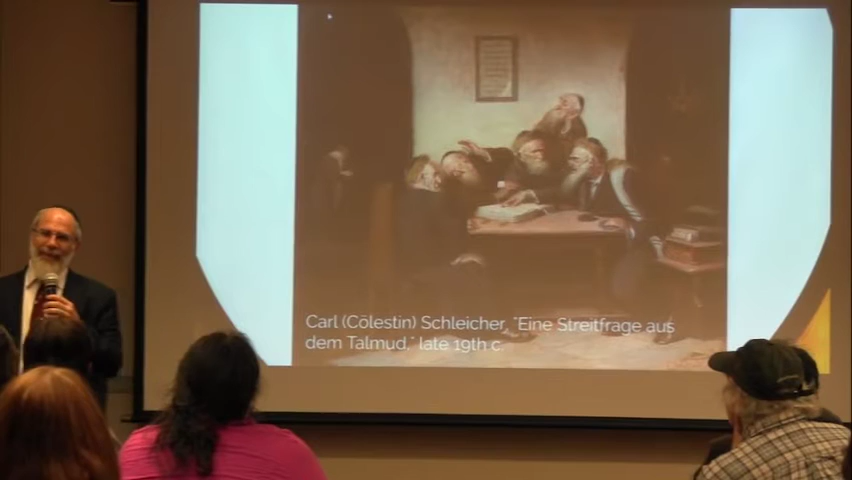 Carl (Cölestin) Schleicher, "Eine Streitfrage aus
dem Talmud," late 19th c.